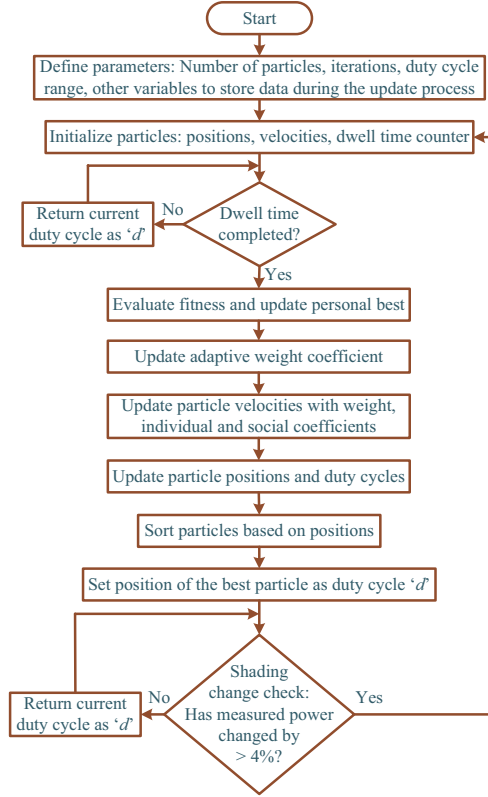 Start
Define parameters: Number of particles, iterations, duty cycle
range, other variables to store data during the update process
Initialize particles: positions, velocities, dwell time counter
Dwell time
completed?
No
Return current
duty cycle as ‘d’
Yes
Evaluate fitness and update personal best
Update adaptive weight coefficient
Update particle velocities with weight,
individual and social coefficients
Update particle positions and duty cycles
Sort particles based on positions
Set position of the best particle as duty cycle ‘d’
Shading
change check:
Has measured power
changed by
> 4%?
No
Return current
duty cycle as ‘d’
Yes